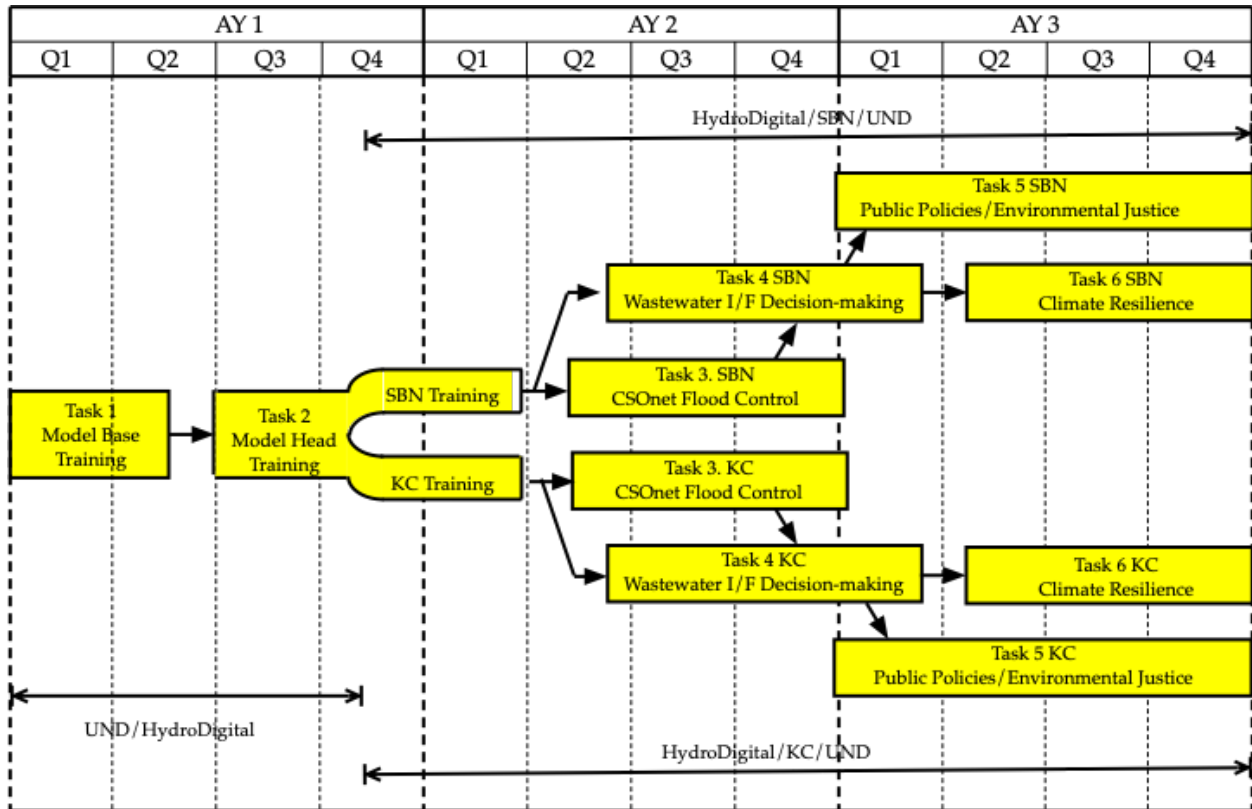 AY 1
AY 2
AY 3
Q1
Q2
Q3
Q4
Q1
Q2
Q3
Q4
Q1
Q2
Q3
Q4
HydroDigital/SBN/UND
Task 5 SBN
Public Policies/Environmental Justice
Task 4 SBN
Wastewater I/F Decision-making
Task 6 SBN
Climate Resilience
SBN Training
Task 3. SBN
CSOnet Flood Control
Task 1
Model Base
Training
Task 2
Model Head
Training
KC Training
Task 3. KC
CSOnet Flood Control
Task 4 KC
Wastewater I/F Decision-making
Task 6 KC
Climate Resilience
Task 5 KC
Public Policies/Environmental Justice
UND/HydroDigital
HydroDigital/KC/UND